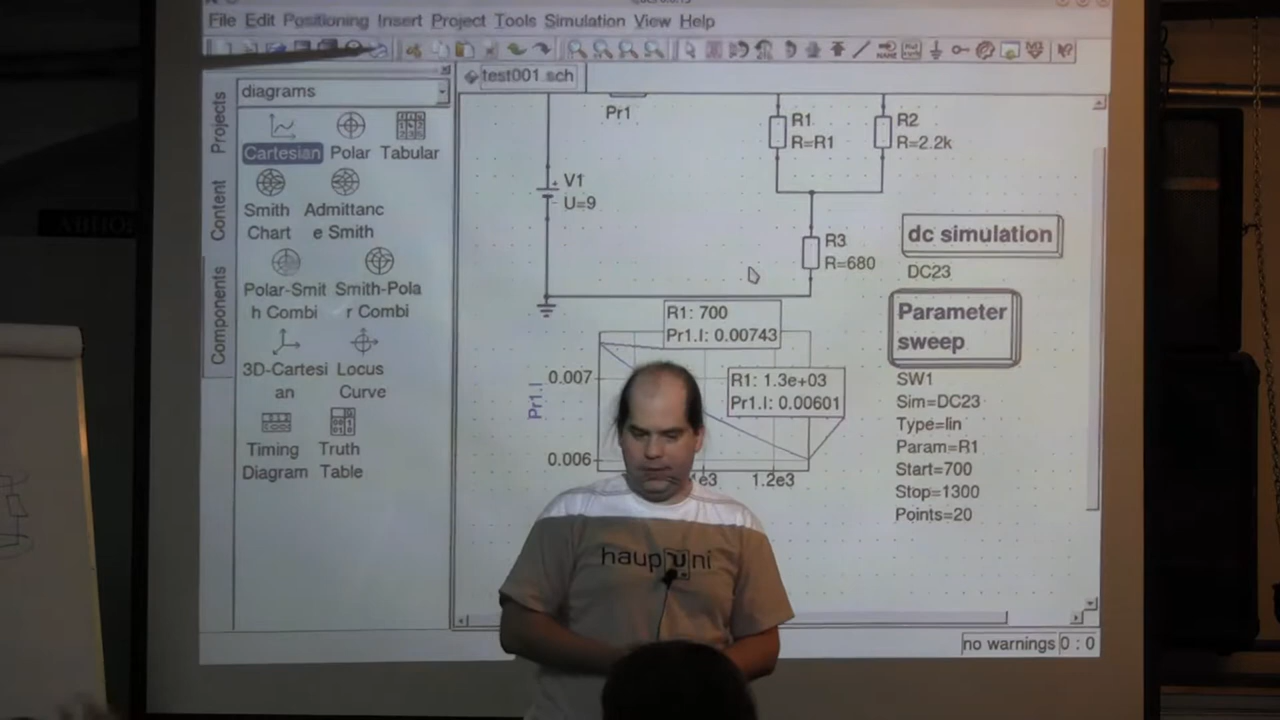 File Edit Positioning Insert Project Tools Simulation View Help
test001.sch
Projects
Content
Components
diagrams
Cartesian
Polar
Tabular
Smith
Chart
Admittanc
e Smith
Polar-Smit
h Combi
Smith-Pola
r Combi
3D-Cartesi
an
Locus
Curve
Timing
Diagram
Truth
Table
Pr1
R1
R=R1
R2
R=2.2k
V1
U=9
R3
R=680
dc simulation
DC23
Parameter
sweep
SW1
Sim=DC23
Type=lin
Param=R1
Start=700
Stop=1300
Points=20
R1: 700
Pr1.I: 0.00743
R1: 1.3e+03
Pr1.I: 0.00601
Pr1.I
0.007
0.006
1.2e3
no warnings 0 : 0